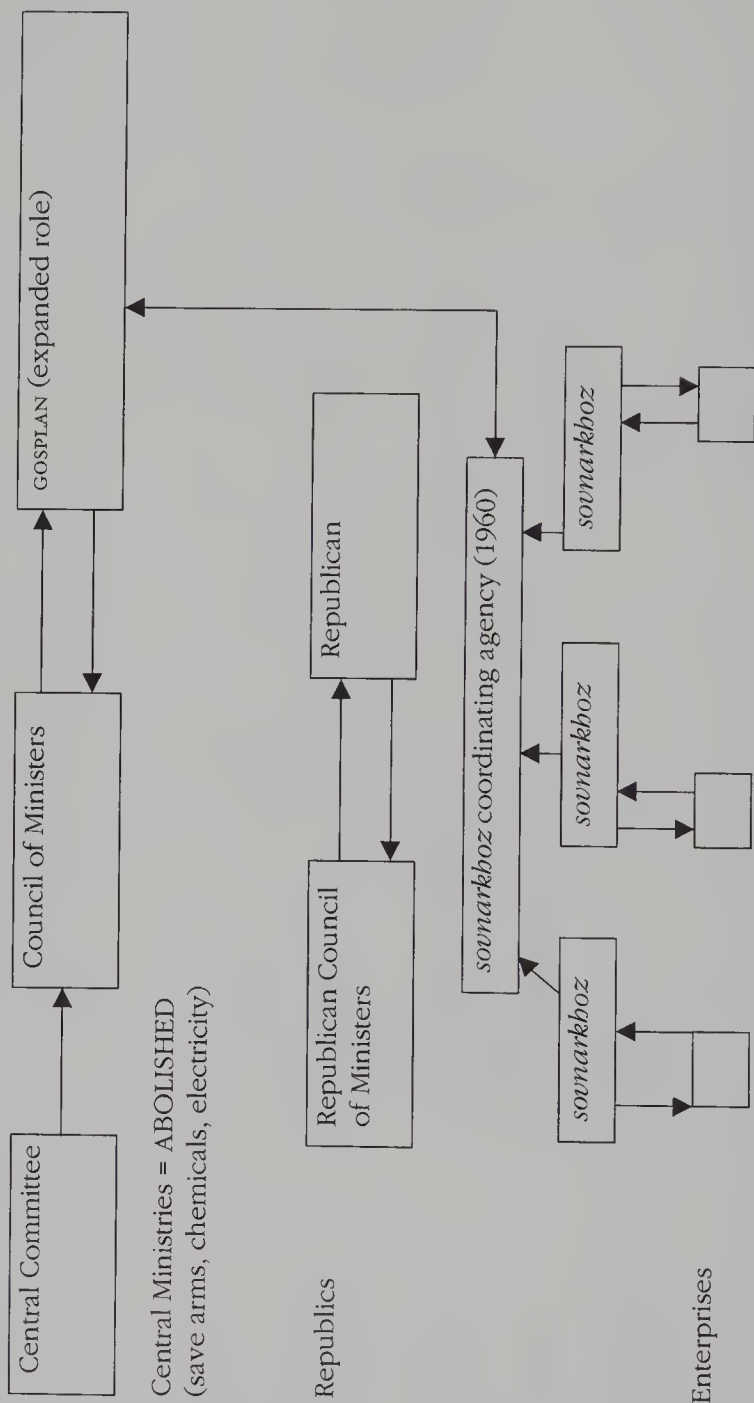 Central Committee
Council of Ministers
GOSPLAN (expanded role)
Central Ministries = ABOLISHED
(save arms, chemicals, electricity)
Republics
Republican Council
of Ministers
Republican
sovnarkhoz coordinating agency (1960)
sovnarkhoz
sovnarkhoz
sovnarkhoz
Enterprises